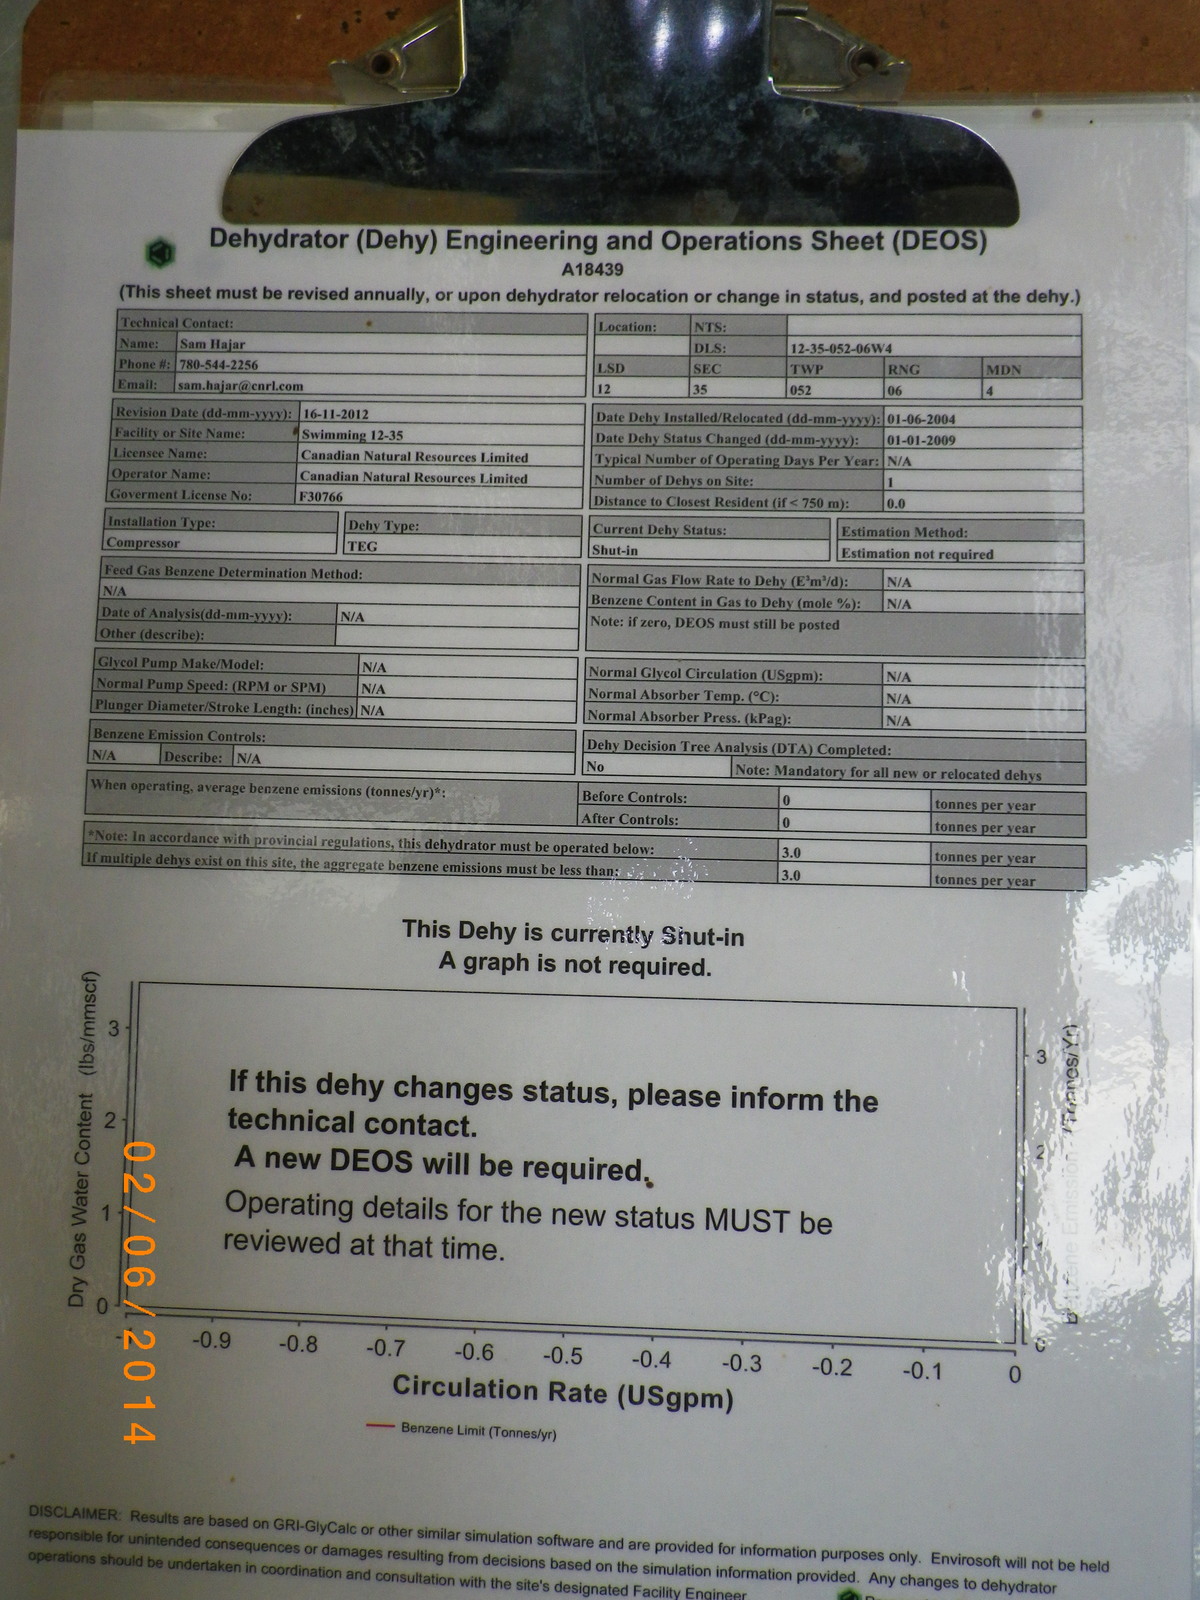 Dehydrator (Dehy) Engineering and Operations Sheet (DEOS)
A18439
(This sheet must be revised annually, or upon dehydrator relocation or change in status, and posted at the dehy.)
Technical Contact:
Name: Sam Hajar
Phone #: 780-544-2256
Email: sam.hajar@cnrl.com
Location: NTS:
DLS: 12-35-052-06W4
LSD SEC TWP RNG MDN
12 35 052 06 4
Revision Date (dd-mm-yyyy): 16-11-2012
Facility or Site Name: Swimming 12-35
Licensee Name: Canadian Natural Resources Limited
Operator Name: Canadian Natural Resources Limited
Goverment License No: F30766
Date Dehy Installed/Relocated (dd-mm-yyyy): 01-06-2004
Date Dehy Status Changed (dd-mm-yyyy): 01-01-2009
Typical Number of Operating Days Per Year: N/A
Number of Dehys on Site: 1
Distance to Closest Resident (if < 750 m): 0.0
Installation Type: Dehy Type:
Compressor TEG
Current Dehy Status: Estimation Method:
Shut-in Estimation not required
Feed Gas Benzene Determination Method:
N/A
Date of Analysis(dd-mm-yyyy): N/A
Other (describe):
Normal Gas Flow Rate to Dehy (E³m³/d): N/A
Benzene Content in Gas to Dehy (mole %): N/A
Note: if zero, DEOS must still be posted
Glycol Pump Make/Model: N/A
Normal Pump Speed: (RPM or SPM) N/A
Plunger Diameter/Stroke Length: (inches) N/A
Normal Glycol Circulation (USgpm): N/A
Normal Absorber Temp. (°C): N/A
Normal Absorber Press. (kPag): N/A
Benzene Emission Controls:
N/A Describe: N/A
Dehy Decision Tree Analysis (DTA) Completed:
No Note: Mandatory for all new or relocated dehys
When operating, average benzene emissions (tonnes/yr)*:
Before Controls: 0 tonnes per year
After Controls: 0 tonnes per year
*Note: In accordance with provincial regulations, this dehydrator must be operated below: 3.0 tonnes per year
If multiple dehys exist on this site, the aggregate benzene emissions must be less than: 3.0 tonnes per year
This Dehy is currently Shut-in
A graph is not required.
Dry Gas Water Content (lbs/mmscf)
3
2
1
0
If this dehy changes status, please inform the
technical contact.
A new DEOS will be required.
Operating details for the new status MUST be
reviewed at that time.
3
2
0
Emission (Tonnes/Yr)
-0.9 -0.8 -0.7 -0.6 -0.5 -0.4 -0.3 -0.2 -0.1 0
Circulation Rate (USgpm)
Benzene Limit (Tonnes/yr)
02/06/2014
DISCLAIMER: Results are based on GRI-GlyCalc or other similar simulation software and are provided for information purposes only. Envirosoft will not be held
responsible for unintended consequences or damages resulting from decisions based on the simulation information provided. Any changes to dehydrator
operations should be undertaken in coordination and consultation with the site's designated Facility Engineer